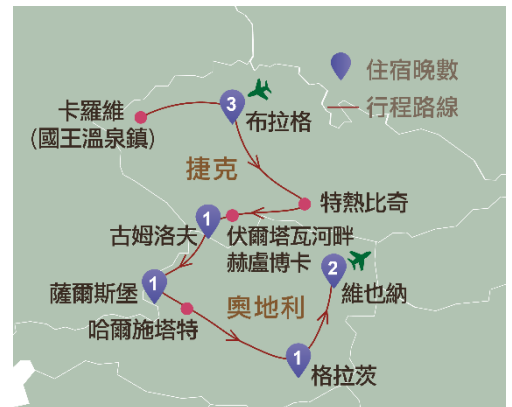 住宿晚數
行程路線
卡羅維
(國王溫泉鎮)
3
布拉格
捷克
特熱比奇
1
古姆洛夫
伏爾塔瓦河畔
赫盧博卡
2
維也納
1
薩爾斯堡
奧地利
哈爾施塔特
1
格拉茨